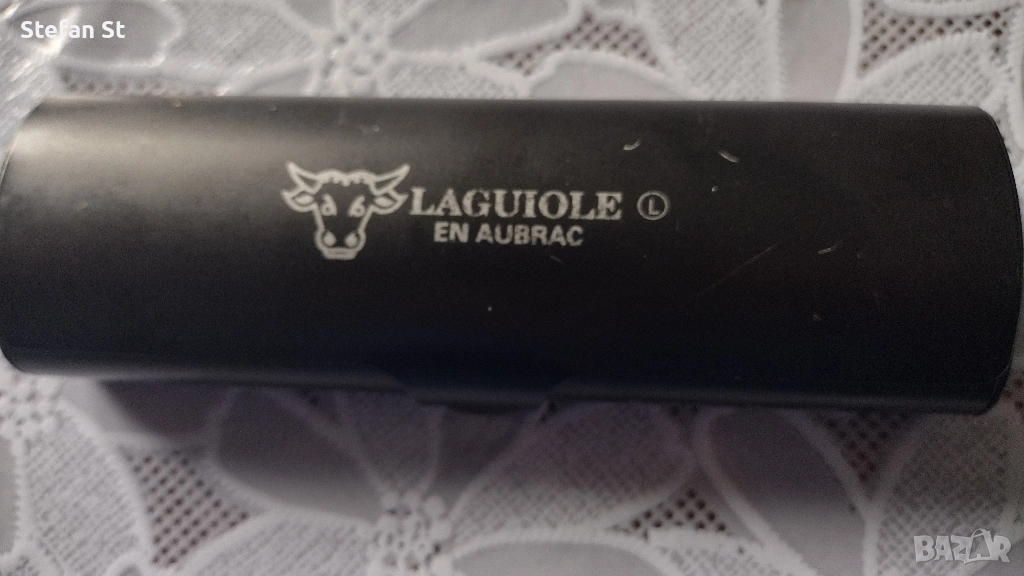 Stefan St
LAGUIOLE Ⓛ
EN AUBRAC
BAZAR